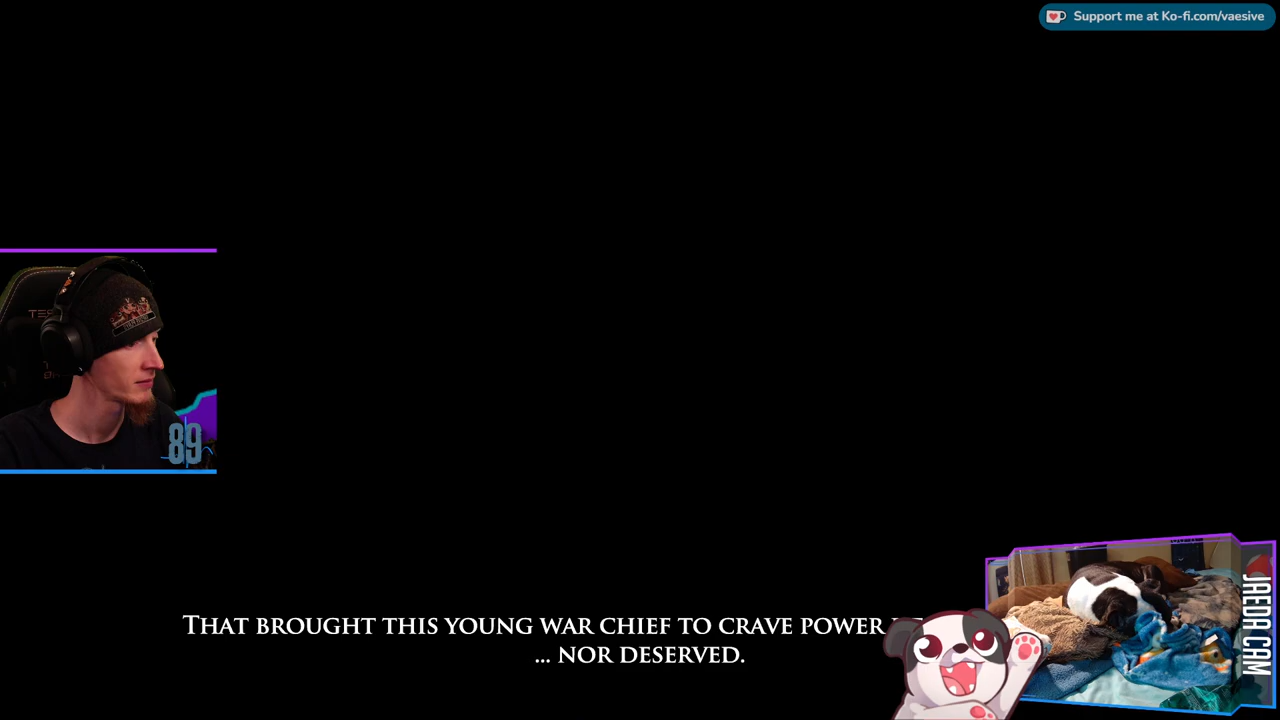 Support me at Ko-fi.com/vaesive
89
THAT BROUGHT THIS YOUNG WAR CHIEF TO CRAVE POWER
... NOR DESERVED.
JAEDA CAM